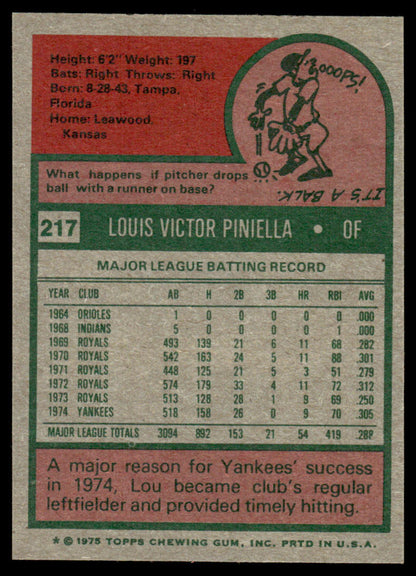 Height: 6'2" Weight: 197
Bats: Right Throws: Right
Born: 8-28-43, Tampa,
Florida
Home: Leawood,
Kansas
OOOPS!
What happens if pitcher drops
ball with a runner on base?
IT'S A BALK.
217 LOUIS VICTOR PINIELLA • OF
MAJOR LEAGUE BATTING RECORD
YEAR CLUB AB H 2B 3B HR RBI AVG
1964 ORIOLES 1 0 0 0 0 0 .000
1968 INDIANS 5 0 0 0 0 1 .000
1969 ROYALS 493 139 21 6 11 68 .282
1970 ROYALS 542 163 24 5 11 88 .301
1971 ROYALS 448 125 21 5 3 51 .279
1972 ROYALS 574 179 33 4 11 72 .312
1973 ROYALS 513 128 28 1 9 69 .250
1974 YANKEES 518 158 26 0 9 70 .305
MAJOR LEAGUE TOTALS 3094 892 153 21 54 419 .288
A major reason for Yankees' success
in 1974, Lou became club's regular
leftfielder and provided timely hitting.
* © 1975 TOPPS CHEWING GUM, INC. PRTD IN U.S.A.